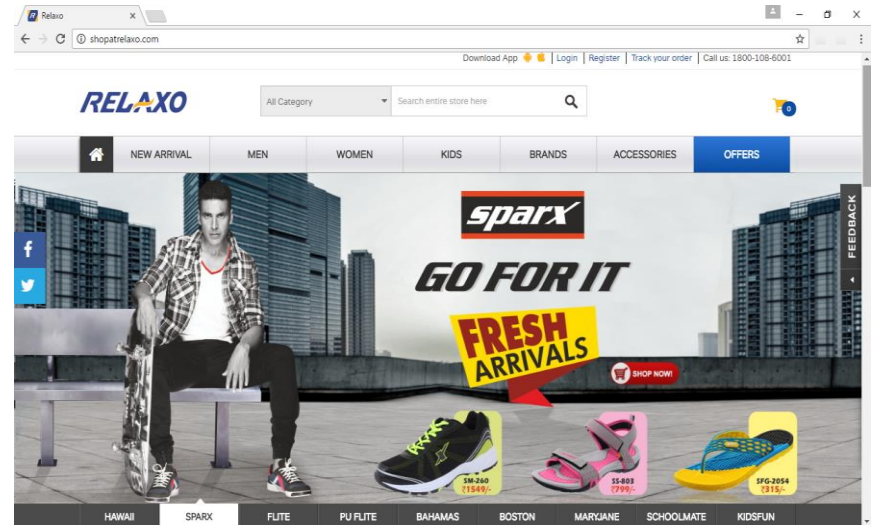 Relaxo
shopatrelaxo.com
Download App | Login | Register | Track your order | Call us: 1800-108-6001
RELAXO
All Category
Search entire store here
0
NEW ARRIVAL MEN WOMEN KIDS BRANDS ACCESSORIES OFFERS
sparx
GO FOR IT
FRESH
ARRIVALS
SHOP NOW!
FEEDBACK
SM-260
₹1549/-
SS-803
₹799/-
SFG-2054
₹315/-
HAWAII SPARX FLITE PU FLITE BAHAMAS BOSTON MARYJANE SCHOOLMATE KIDSFUN